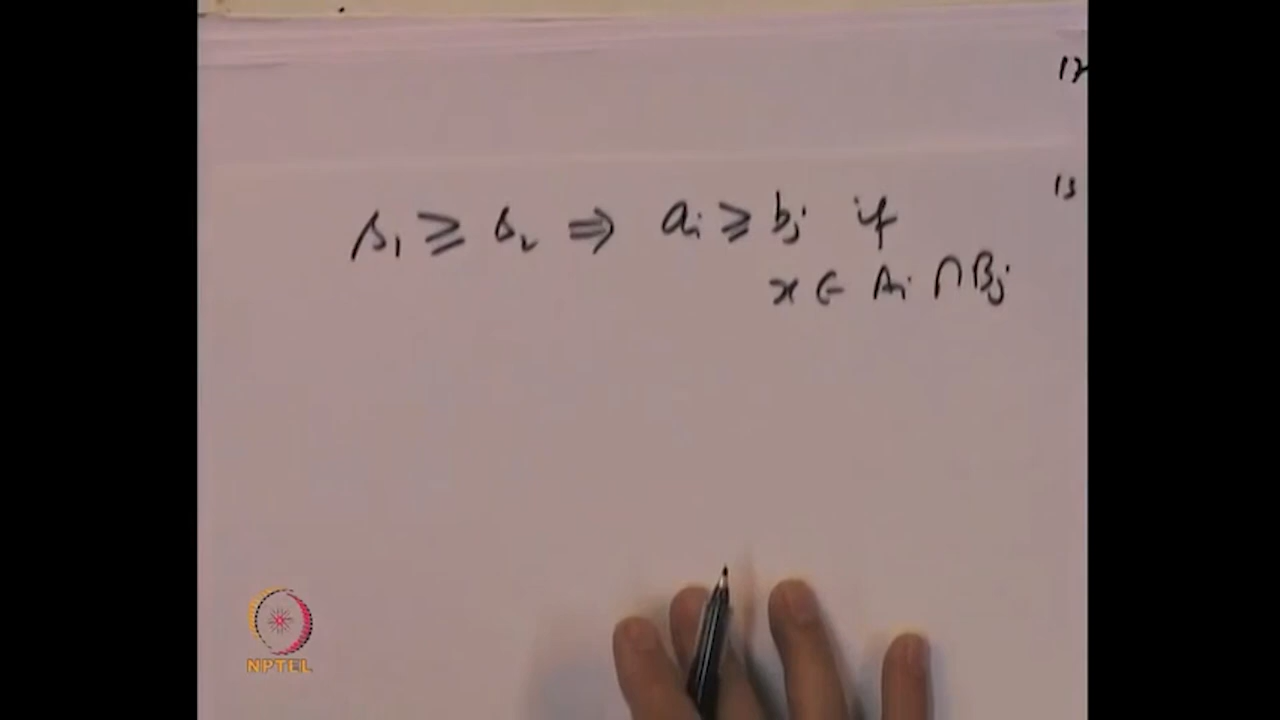 12
13
s₁ ≥ s₂ ⇒ aᵢ ≥ bⱼ if
x ∈ Aᵢ ∩ Bⱼ
NPTEL